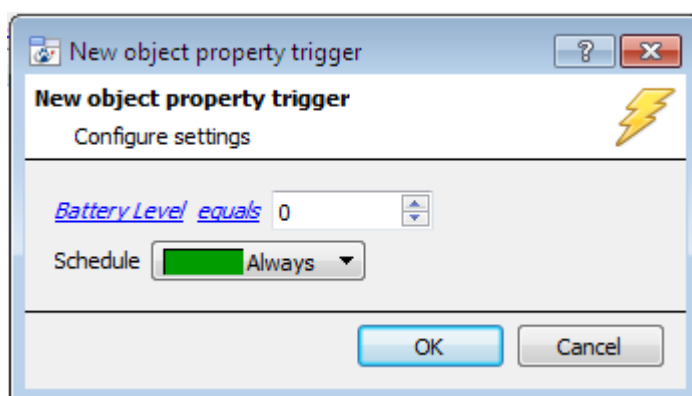 New object property trigger
New object property trigger
Configure settings
Battery Level equals 0
Schedule Always
OK Cancel